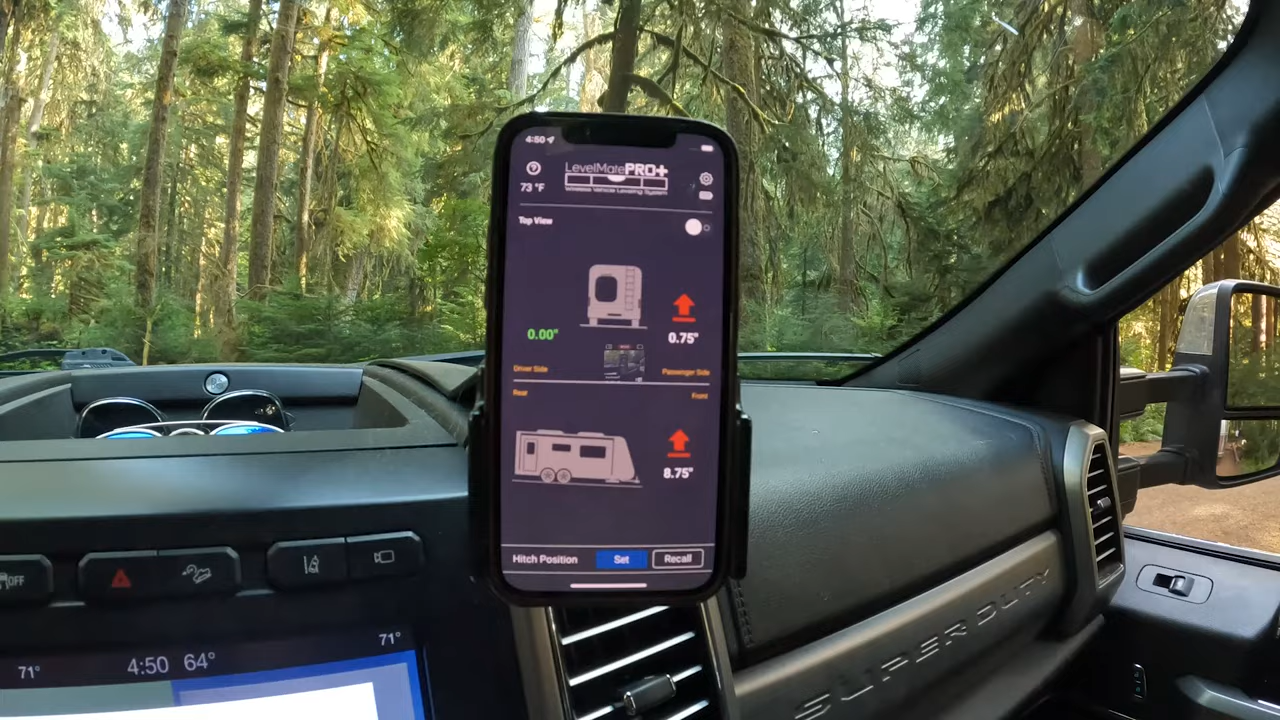 4:50
LevelMatePRO+
Wireless Vehicle Leveling System
73 °F
Top View
0.00"
0.75"
Driver Side
Passenger Side
Rear
Front
8.75"
Hitch Position
Set
Recall
OFF
71°
4:50 64°
71°
SUPER DUTY